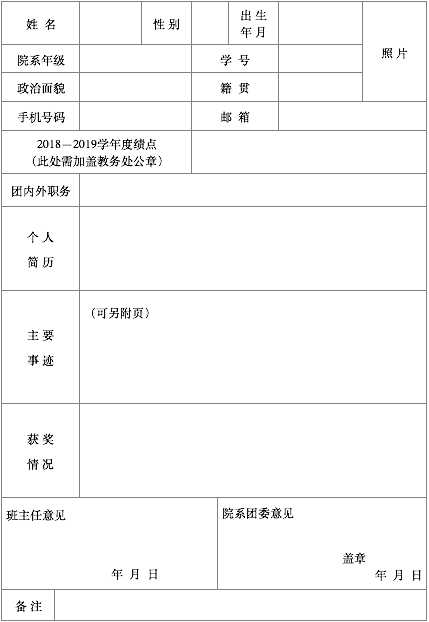 姓 名
性 别
出 生
年 月
照 片
院系年级
学 号
政治面貌
籍 贯
手机号码
邮 箱
2018—2019学年度绩点
（此处需加盖教务处公章）
团内外职务
个 人
简 历
主 要
事 迹
（可另附页）
获 奖
情 况
班主任意见
年 月 日
院系团委意见
盖章
年 月 日
备 注